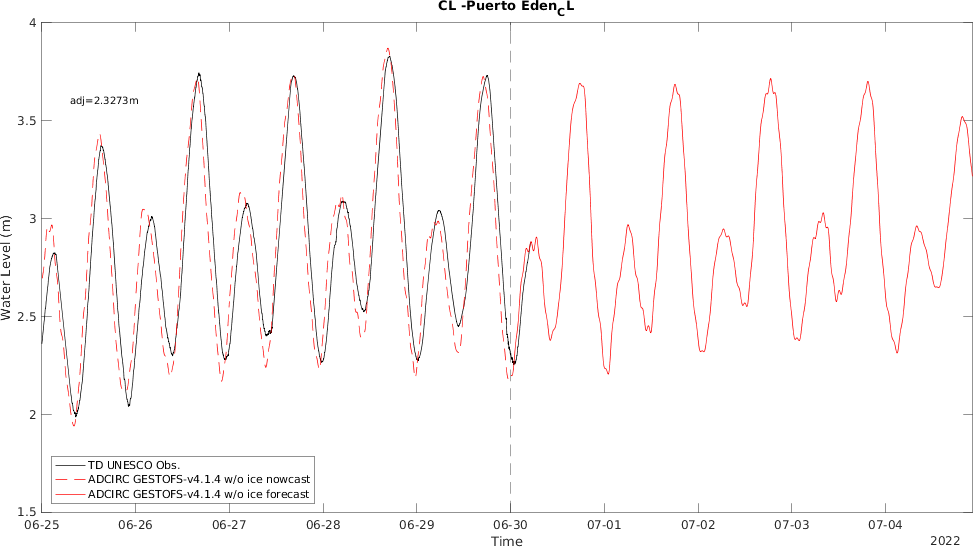 CL -Puerto Eden_CL
adj=2.3273m
4
3.5
3
2.5
2
1.5
Water Level (m)
TD UNESCO Obs.
ADCIRC GESTOFS-v4.1.4 w/o ice nowcast
ADCIRC GESTOFS-v4.1.4 w/o ice forecast
06-25 06-26 06-27 06-28 06-29 06-30 07-01 07-02 07-03 07-04
Time
2022